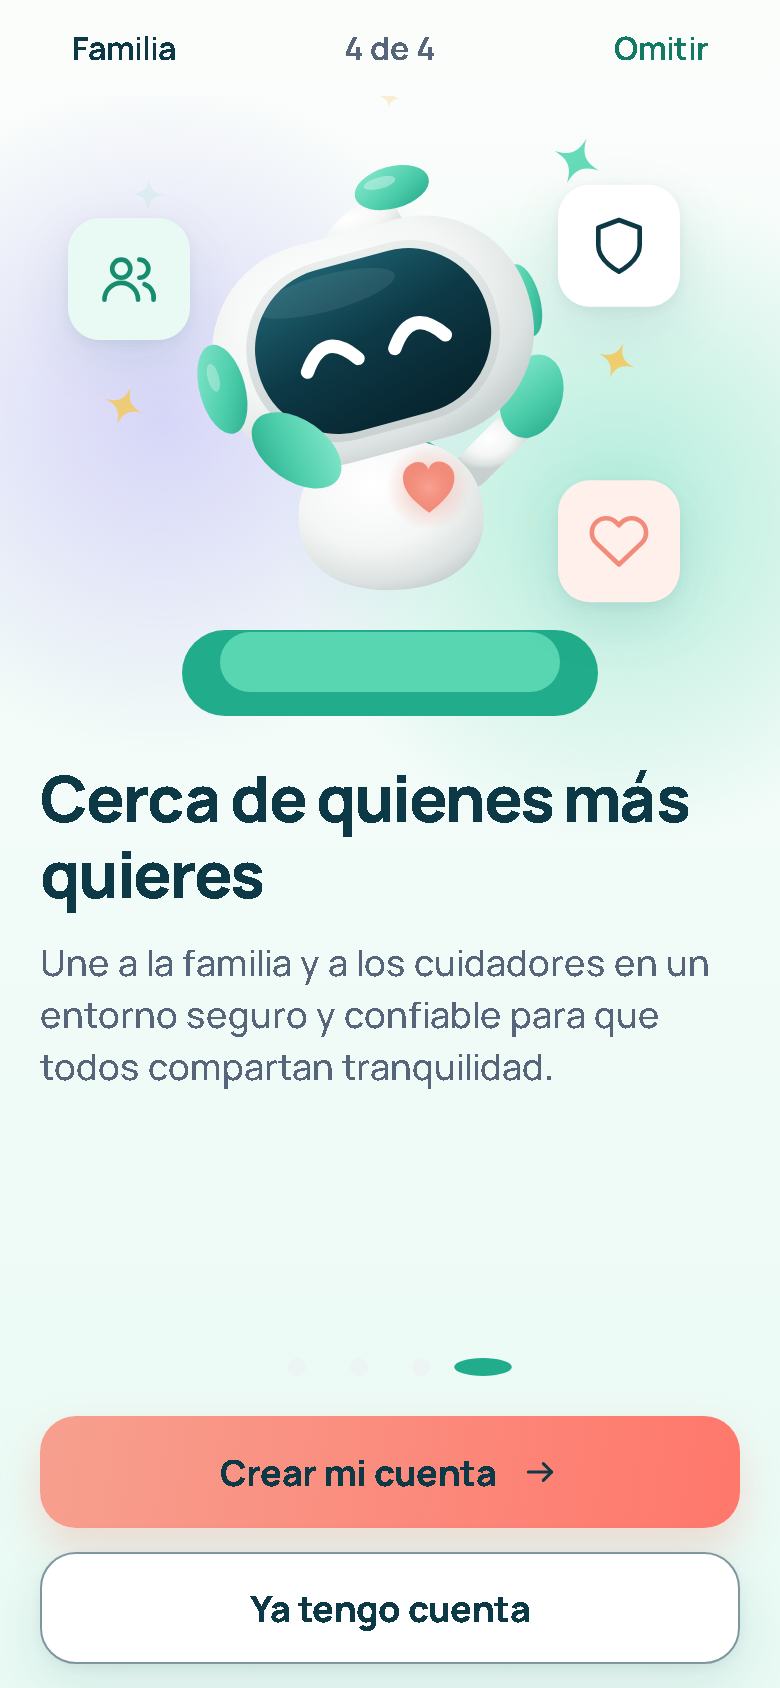 Familia
4 de 4
Omitir
Cerca de quienes más
quieres
Une a la familia y a los cuidadores en un
entorno seguro y confiable para que
todos compartan tranquilidad.
Crear mi cuenta →
Ya tengo cuenta